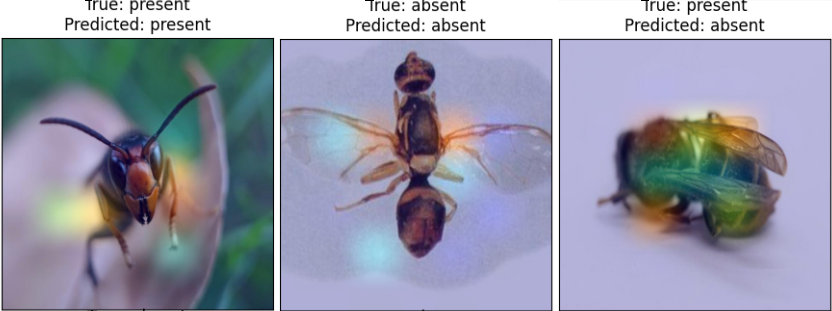 True: present
Predicted: present
True: absent
Predicted: absent
True: present
Predicted: absent